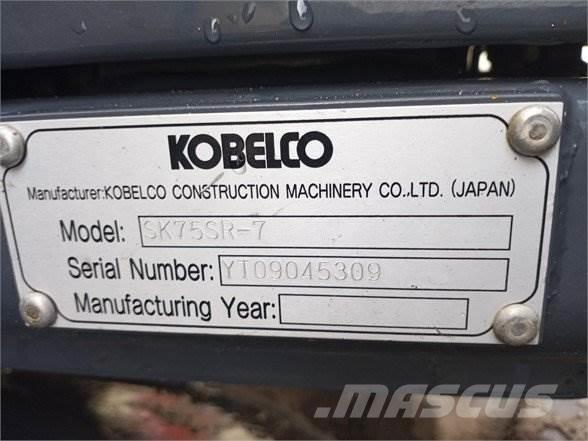 KOBELCO
Manufacturer:KOBELCO CONSTRUCTION MACHINERY CO.,LTD. (JAPAN)
Model: SK75SR-7
Serial Number: YT09045309
Manufacturing Year:
MASCUS